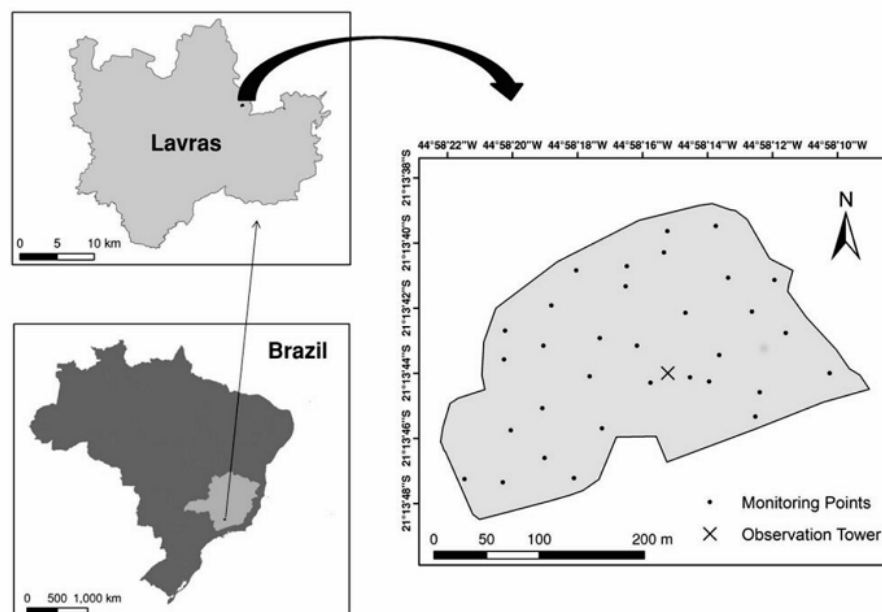 Lavras
0 5 10 km
Brazil
0 500 1,000 km
44°58'22"W 44°58'20"W 44°58'18"W 44°58'16"W 44°58'14"W 44°58'12"W 44°58'10"W
21°13'38"S
21°13'40"S
21°13'42"S
21°13'44"S
21°13'46"S
21°13'48"S
N
Monitoring Points
Observation Tower
0 50 100 200 m